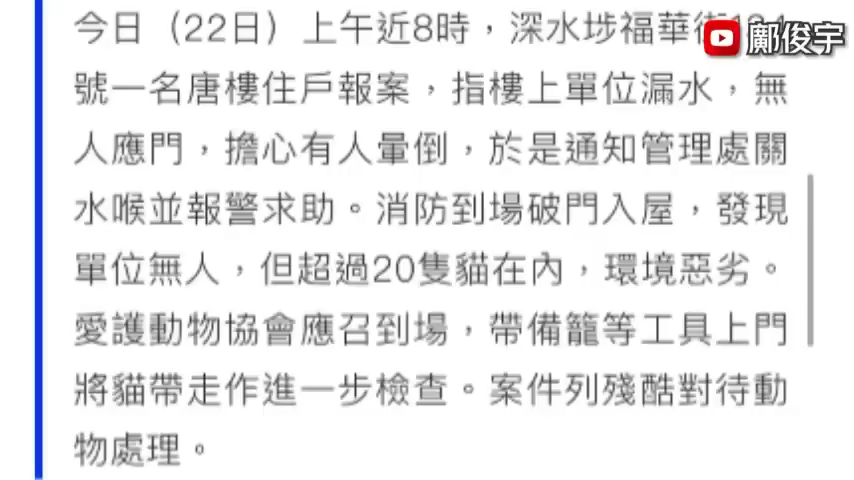 今日（22日）上午近8時，深水埗福華街
鄺俊宇
號一名唐樓住戶報案，指樓上單位漏水，無
人應門，擔心有人暈倒，於是通知管理處關
水喉並報警求助。消防到場破門入屋，發現
單位無人，但超過20隻貓在內，環境惡劣。
愛護動物協會應召到場，帶備籠等工具上門
將貓帶走作進一步檢查。案件列殘酷對待動
物處理。